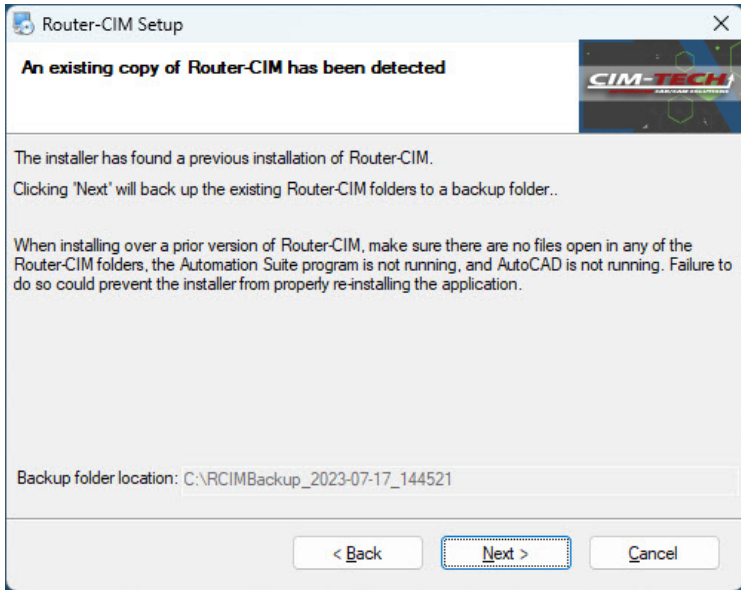 Router-CIM Setup
An existing copy of Router-CIM has been detected
CIM-TECH
CAD/CAM SOLUTIONS
The installer has found a previous installation of Router-CIM.
Clicking 'Next' will back up the existing Router-CIM folders to a backup folder..
When installing over a prior version of Router-CIM, make sure there are no files open in any of the
Router-CIM folders, the Automation Suite program is not running, and AutoCAD is not running. Failure to
do so could prevent the installer from properly re-installing the application.
Backup folder location: C:\RCIMBackup_2023-07-17_144521
< Back
Next >
Cancel